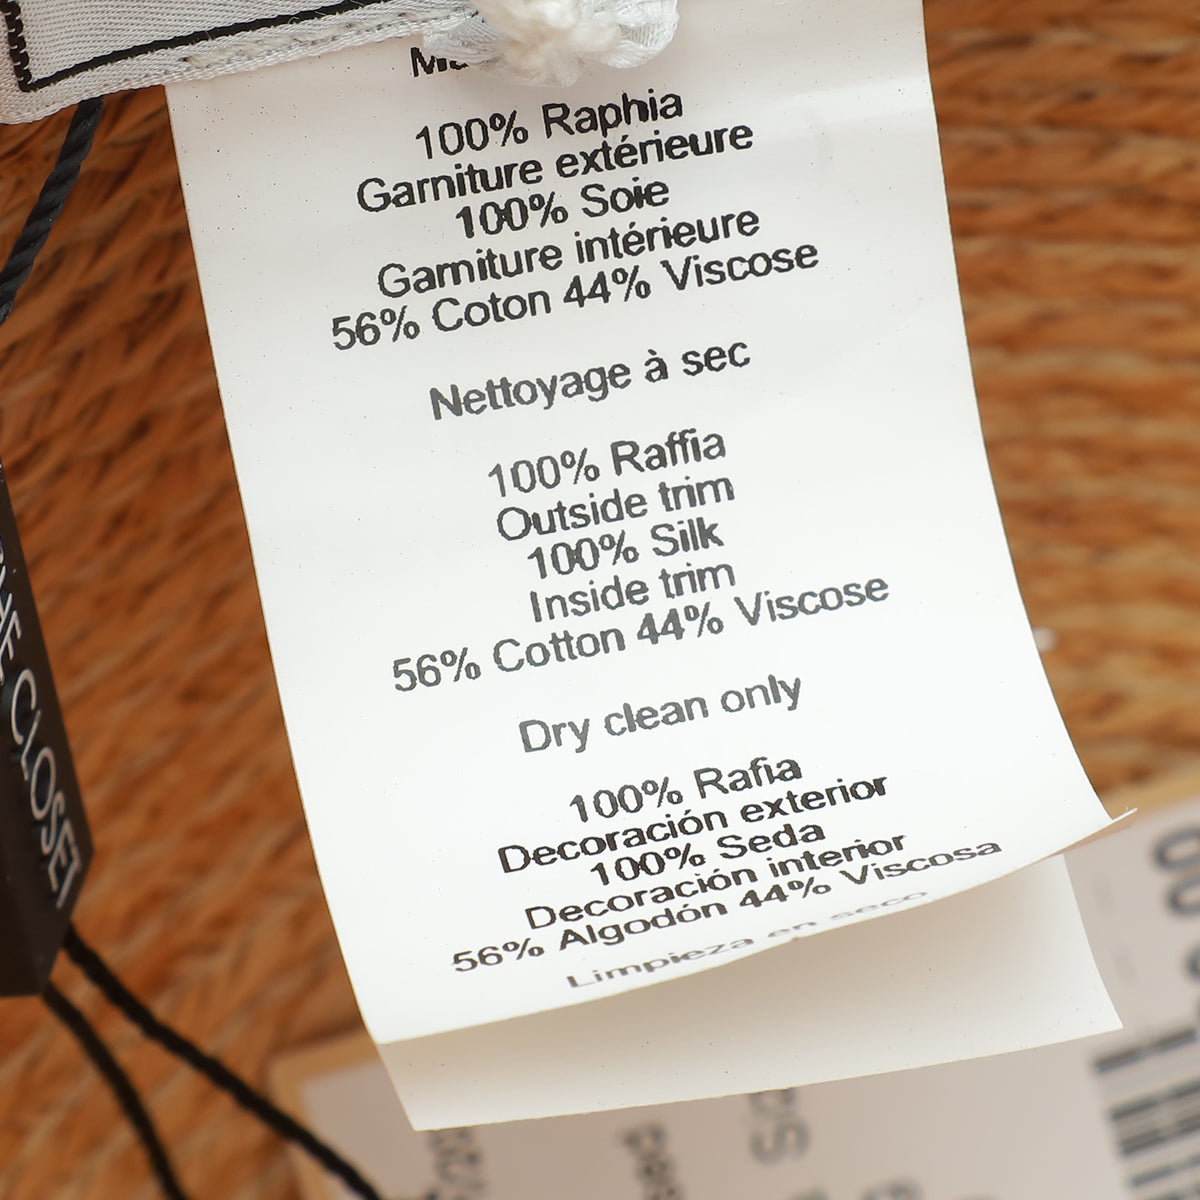 100% Raphia
Garniture extérieure
100% Soie
Garniture intérieure
56% Coton 44% Viscose
Nettoyage à sec
100% Raffia
Outside trim
100% Silk
Inside trim
56% Cotton 44% Viscose
Dry clean only
100% Rafia
Decoración exterior
100% Seda
Decoración interior
56% Algodón 44% Viscosa
Limpieza en seco
CLOSET